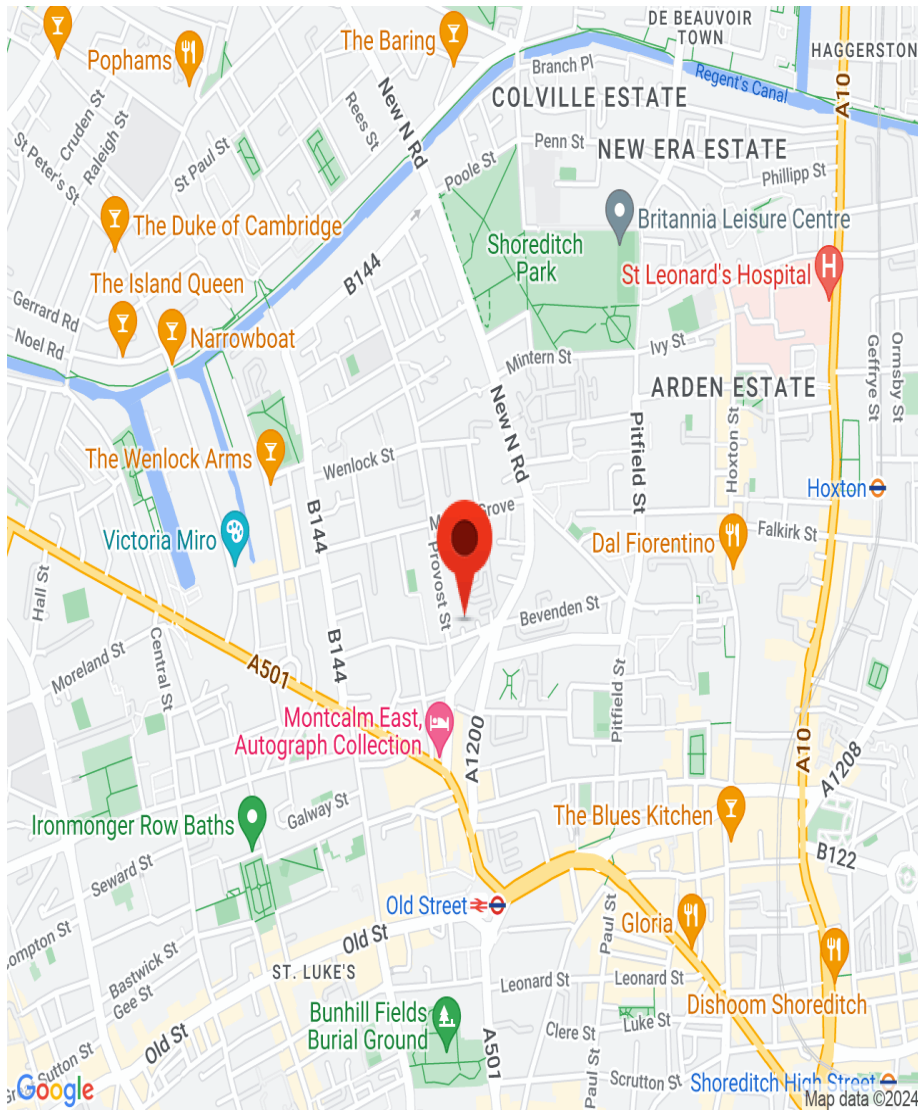 DE BEAUVOIR
TOWN
The Baring
Pophams
HAGGERSTON
Branch Pl
Regent's Canal
A10
New N Rd
Rees St
Cruden St
Raleigh St
COLVILLE ESTATE
St Peter's St
St Paul St
Penn St
NEW ERA ESTATE
Poole St
Phillipp St
The Duke of Cambridge
Britannia Leisure Centre
Shoreditch
Park
St Leonard's Hospital
B144
The Island Queen
Gerrard Rd
Noel Rd
Narrowboat
Ivy St
Mintern St
Geffrye St
Ormsby St
ARDEN ESTATE
New N Rd
Pitfield St
Hoxton St
The Wenlock Arms
Wenlock St
Hoxton
B144
Grove
Falkirk St
Victoria Miro
Dal Fiorentino
Provost St
Hall St
Bevenden St
Central St
Moreland St
B144
A501
Pitfield St
Montcalm East,
Autograph Collection
A1200
A10
A1208
Galway St
Ironmonger Row Baths
The Blues Kitchen
B122
Seward St
Old Street
Paul St
Gloria
Old St
ompton St
Bastwick St
Gee St
ST. LUKE'S
Leonard St
Leonard St
Dishoom Shoreditch
Bunhill Fields
Burial Ground
Luke St
Clere St
Old St
Sutton St
A501
Paul St
Scrutton St
Shoreditch High Street
Google
Map data ©2024